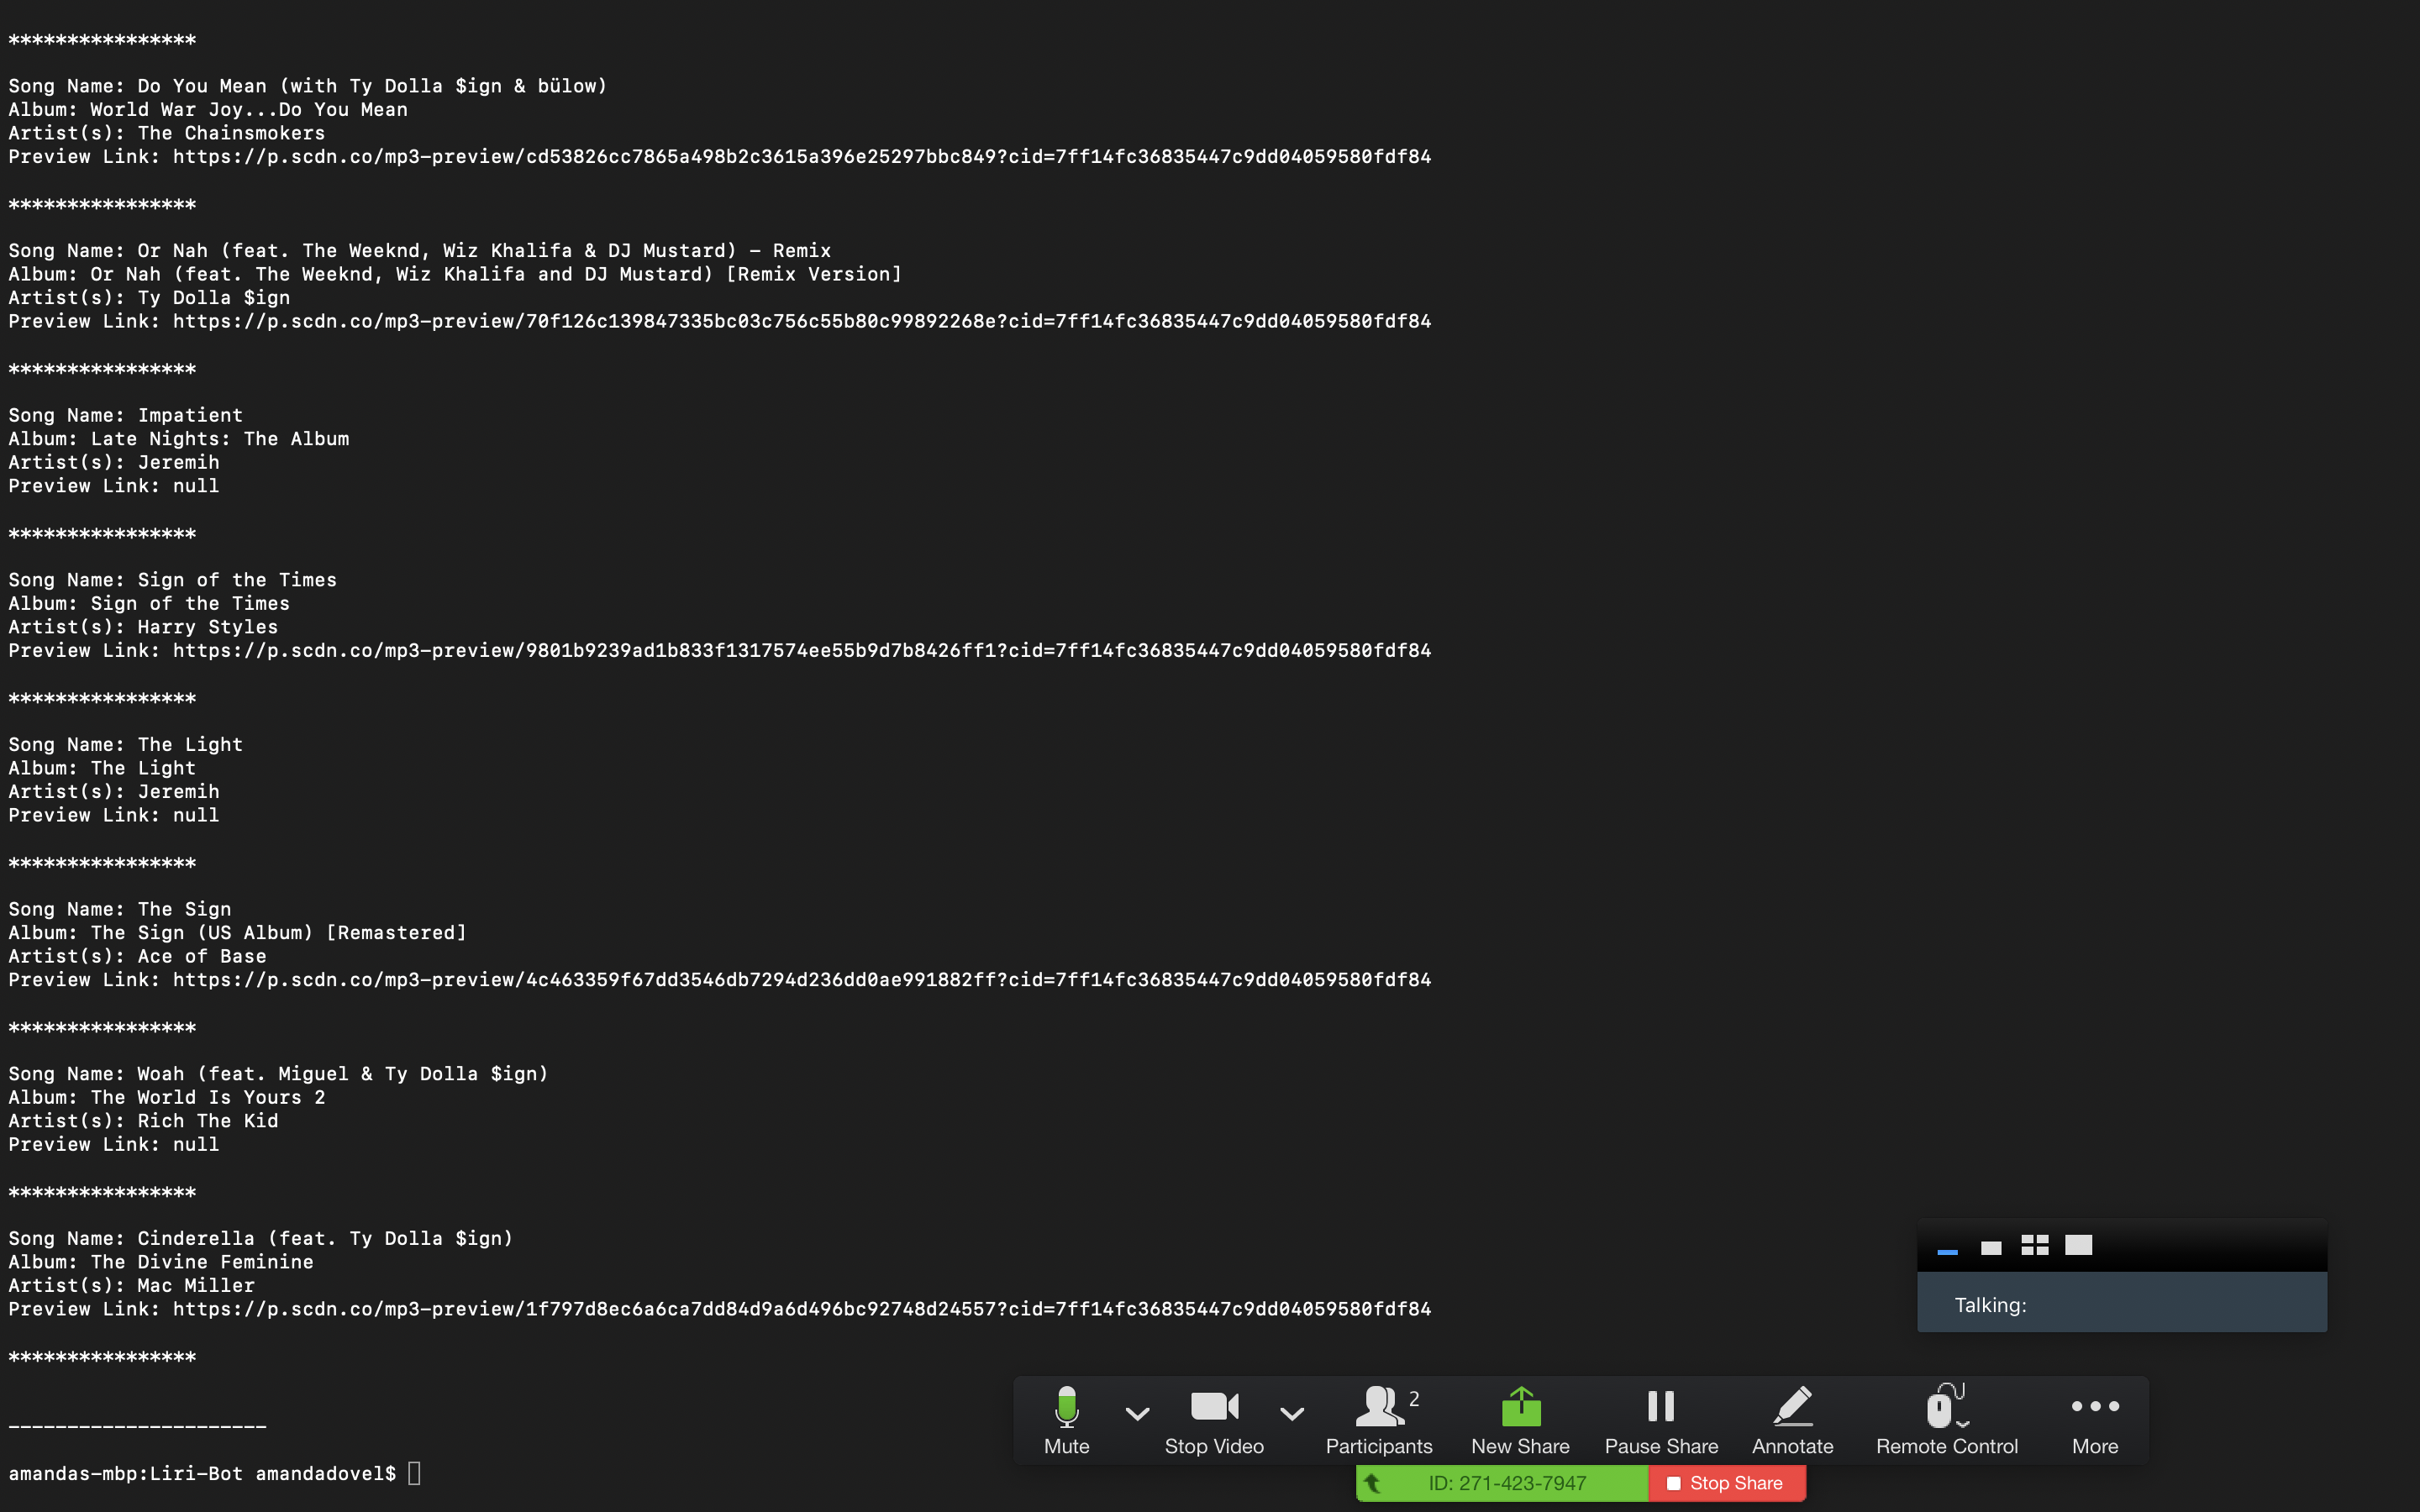 ****************
Song Name: Do You Mean (with Ty Dolla $ign & bülow)
Album: World War Joy...Do You Mean
Artist(s): The Chainsmokers
Preview Link: https://p.scdn.co/mp3-preview/cd53826cc7865a498b2c3615a396e25297bbc849?cid=7ff14fc36835447c9dd04059580fdf84
****************
Song Name: Or Nah (feat. The Weeknd, Wiz Khalifa & DJ Mustard) - Remix
Album: Or Nah (feat. The Weeknd, Wiz Khalifa and DJ Mustard) [Remix Version]
Artist(s): Ty Dolla $ign
Preview Link: https://p.scdn.co/mp3-preview/70f126c139847335bc03c756c55b80c99892268e?cid=7ff14fc36835447c9dd04059580fdf84
****************
Song Name: Impatient
Album: Late Nights: The Album
Artist(s): Jeremih
Preview Link: null
****************
Song Name: Sign of the Times
Album: Sign of the Times
Artist(s): Harry Styles
Preview Link: https://p.scdn.co/mp3-preview/9801b9239ad1b833f1317574ee55b9d7b8426ff1?cid=7ff14fc36835447c9dd04059580fdf84
****************
Song Name: The Light
Album: The Light
Artist(s): Jeremih
Preview Link: null
****************
Song Name: The Sign
Album: The Sign (US Album) [Remastered]
Artist(s): Ace of Base
Preview Link: https://p.scdn.co/mp3-preview/4c463359f67dd3546db7294d236dd0ae991882ff?cid=7ff14fc36835447c9dd04059580fdf84
****************
Song Name: Woah (feat. Miguel & Ty Dolla $ign)
Album: The World Is Yours 2
Artist(s): Rich The Kid
Preview Link: null
****************
Song Name: Cinderella (feat. Ty Dolla $ign)
Album: The Divine Feminine
Artist(s): Mac Miller
Preview Link: https://p.scdn.co/mp3-preview/1f797d8ec6a6ca7dd84d9a6d496bc92748d24557?cid=7ff14fc36835447c9dd04059580fdf84
****************
----------------------
amandas-mbp:Liri-Bot amandadovel$
Talking:
2
Mute Stop Video Participants New Share Pause Share Annotate Remote Control More
ID: 271-423-7947 Stop Share